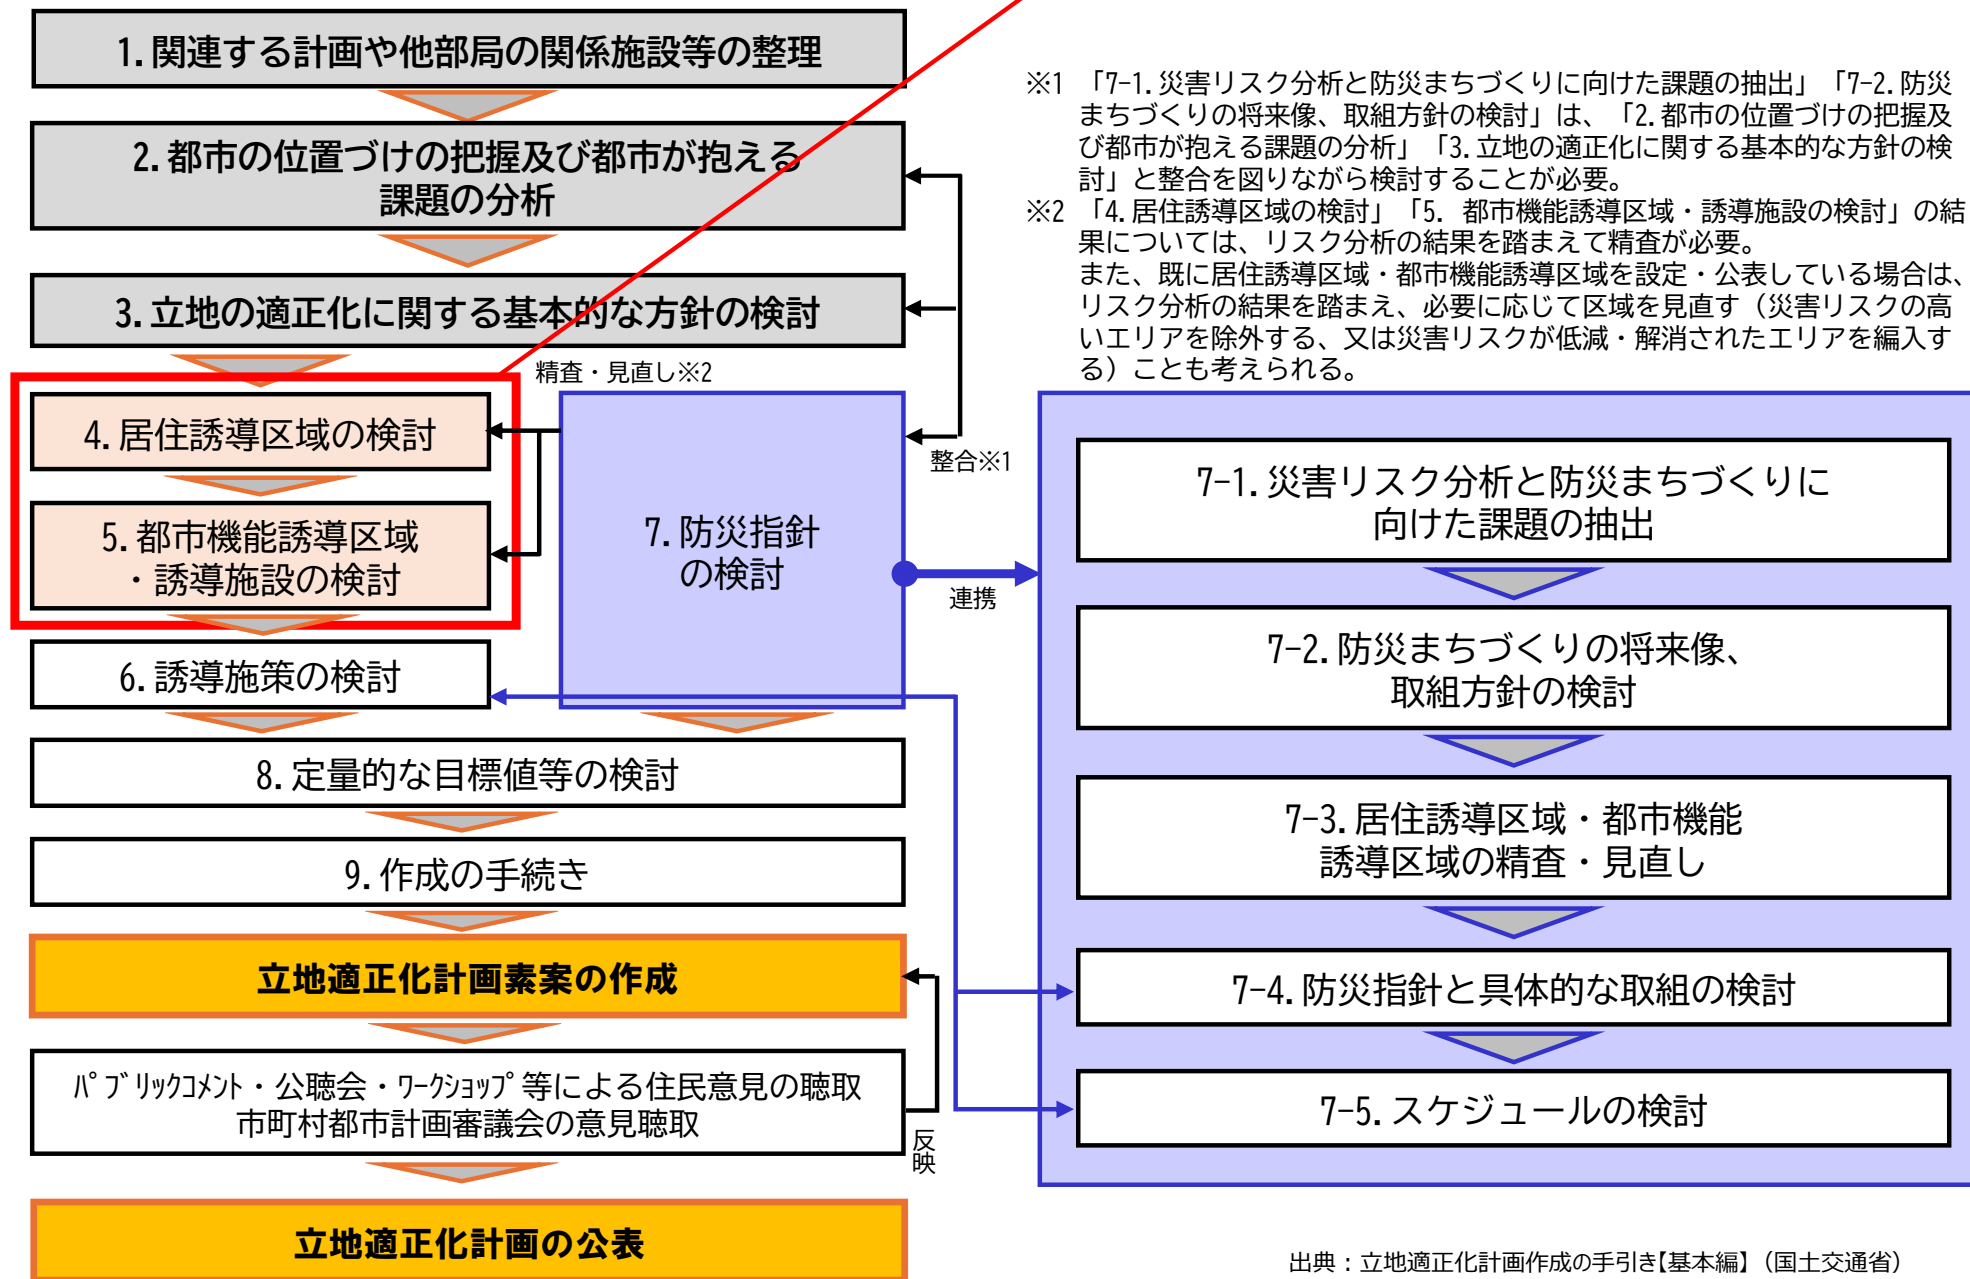 1.関連する計画や他部局の関係施設等の整理
2.都市の位置づけの把握及び都市が抱える
課題の分析
3.立地の適正化に関する基本的な方針の検討
精査・見直し※2
4.居住誘導区域の検討
5.都市機能誘導区域
・誘導施設の検討
6.誘導施策の検討
7.防災指針
の検討
整合※1
連携
8.定量的な目標値等の検討
9.作成の手続き
立地適正化計画素案の作成
ﾊﾟﾌﾞﾘｯｸｺﾒﾝﾄ・公聴会・ﾜｰｸｼｮｯﾌﾟ等による住民意見の聴取
市町村都市計画審議会の意見聴取
反映
立地適正化計画の公表
※1 「7-1.災害リスク分析と防災まちづくりに向けた課題の抽出」「7-2.防災
まちづくりの将来像、取組方針の検討」は、「2.都市の位置づけの把握及
び都市が抱える課題の分析」「3.立地の適正化に関する基本的な方針の検
討」と整合を図りながら検討することが必要。
※2 「4.居住誘導区域の検討」「5. 都市機能誘導区域・誘導施設の検討」の結
果については、リスク分析の結果を踏まえて精査が必要。
また、既に居住誘導区域・都市機能誘導区域を設定・公表している場合は、
リスク分析の結果を踏まえ、必要に応じて区域を見直す（災害リスクの高
いエリアを除外する、又は災害リスクが低減・解消されたエリアを編入す
る）ことも考えられる。
7-1.災害リスク分析と防災まちづくりに
向けた課題の抽出
7-2.防災まちづくりの将来像、
取組方針の検討
7-3.居住誘導区域・都市機能
誘導区域の精査・見直し
7-4.防災指針と具体的な取組の検討
7-5.スケジュールの検討
出典：立地適正化計画作成の手引き【基本編】（国土交通省）